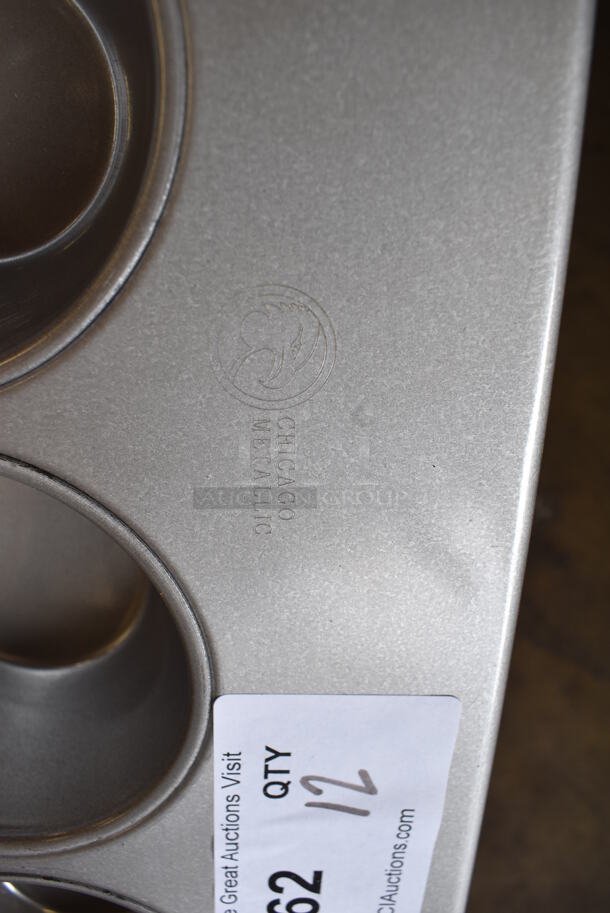 CHICAGO
METALLIC
AUCTION GROUP
e Great Auctions Visit
QTY
12
62
CIAuctions.com